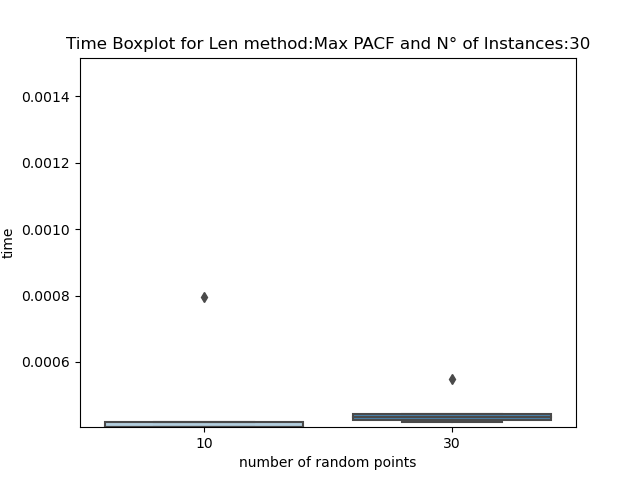 Time Boxplot for Len method:Max PACF and N° of Instances:30
0.0014
0.0012
0.0010
0.0008
0.0006
time
10 30
number of random points